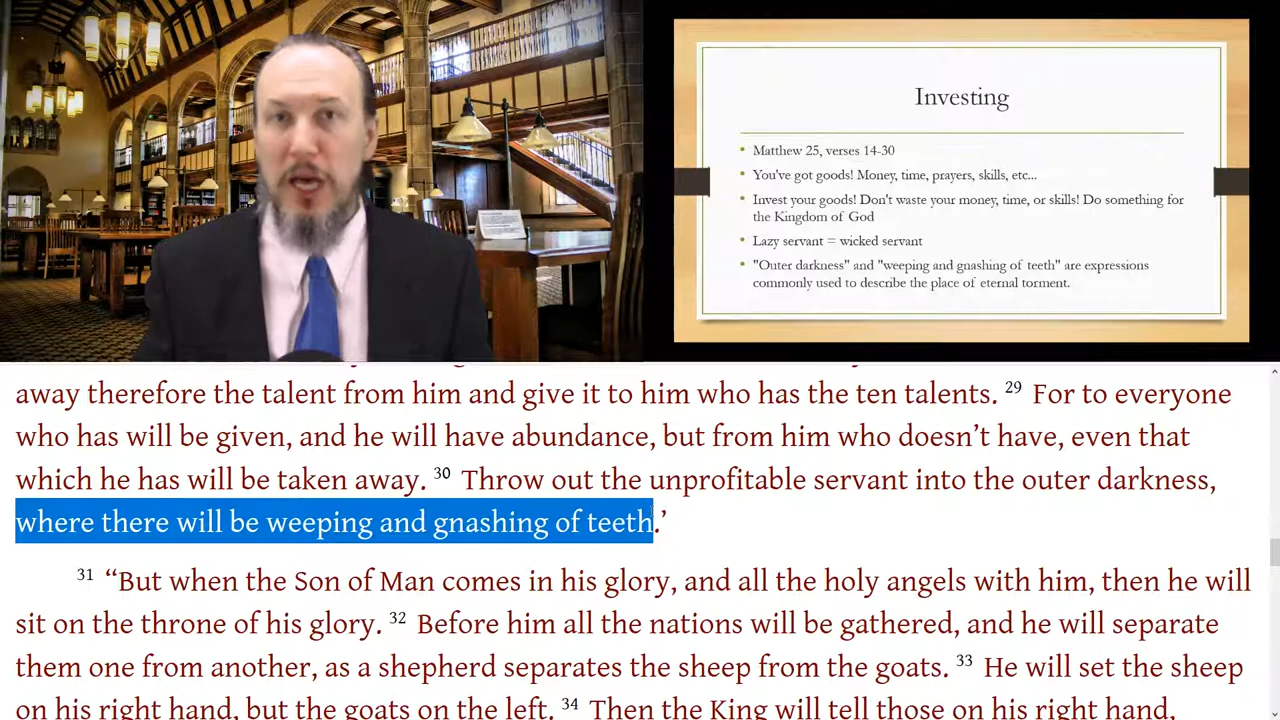 Investing
• Matthew 25, verses 14-30
• You've got goods! Money, time, prayers, skills, etc...
• Invest your goods! Don't waste your money, time, or skills! Do something for
the Kingdom of God
• Lazy servant = wicked servant
• "Outer darkness" and "weeping and gnashing of teeth" are expressions
commonly used to describe the place of eternal torment.
away therefore the talent from him and give it to him who has the ten talents. 29 For to everyone
who has will be given, and he will have abundance, but from him who doesn’t have, even that
which he has will be taken away. 30 Throw out the unprofitable servant into the outer darkness,
where there will be weeping and gnashing of teeth.’
31 “But when the Son of Man comes in his glory, and all the holy angels with him, then he will
sit on the throne of his glory. 32 Before him all the nations will be gathered, and he will separate
them one from another, as a shepherd separates the sheep from the goats. 33 He will set the sheep
on his right hand, but the goats on the left. 34 Then the King will tell those on his right hand,